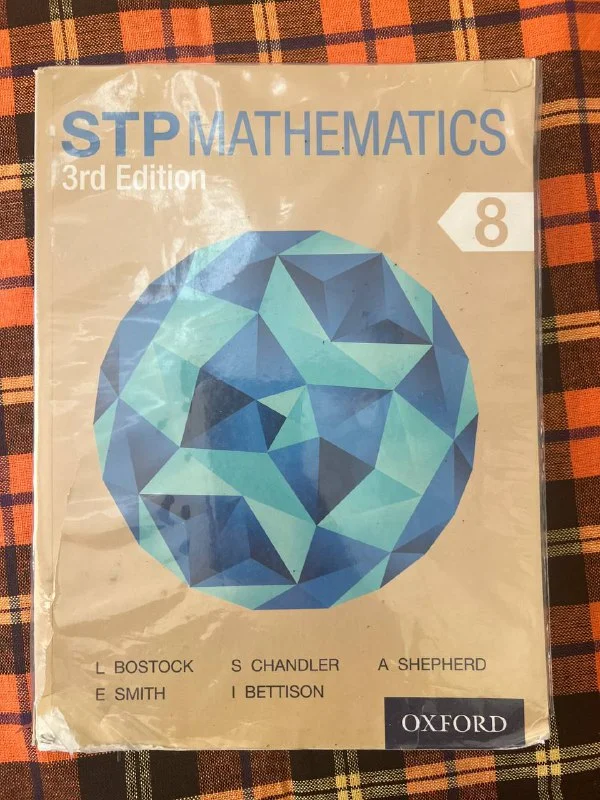 STP MATHEMATICS
3rd Edition
8
L BOSTOCK S CHANDLER A SHEPHERD
E SMITH I BETTISON
OXFORD